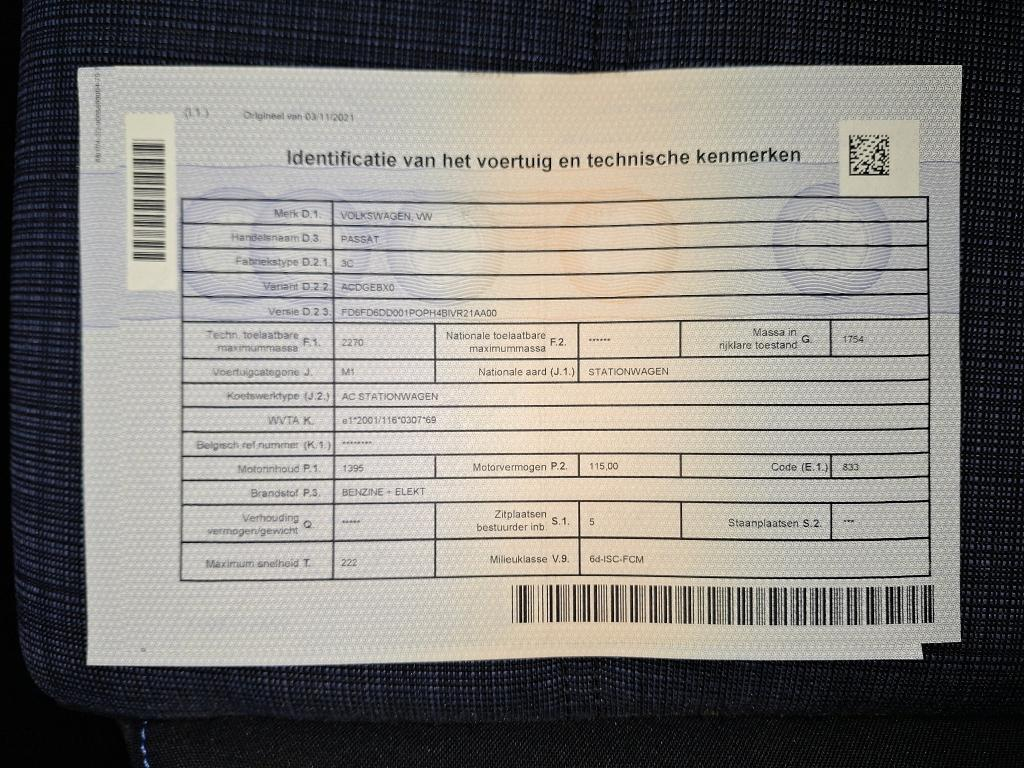 (I.1.) Origineel van 03/11/2021
Identificatie van het voertuig en technische kenmerken
Merk D.1. VOLKSWAGEN, VW
Handelsnaam D.3. PASSAT
Fabriekstype D.2.1. 3C
Variant D.2.2. ACDGEBX0
Versie D.2.3. FD6FD6DD001POPH4BIVR21AA00
Techn. toelaatbare maximummassa F.1. 2270 Nationale toelaatbare maximummassa F.2. ****** Massa in rijklare toestand G. 1754
Voertuigcategorie J. M1 Nationale aard (J.1.) STATIONWAGEN
Koetswerktype (J.2.) AC STATIONWAGEN
WVTA K. e1*2001/116*0307*69
Belgisch ref.nummer (K.1.) ********
Motorinhoud P.1. 1395 Motorvermogen P.2. 115,00 Code (E.1.) 833
Brandstof P.3. BENZINE + ELEKT
Verhouding vermogen/gewicht Q. ***** Zitplaatsen bestuurder inb. S.1. 5 Staanplaatsen S.2. ***
Maximum snelheid T. 222 Milieuklasse V.9. 6d-ISC-FCM